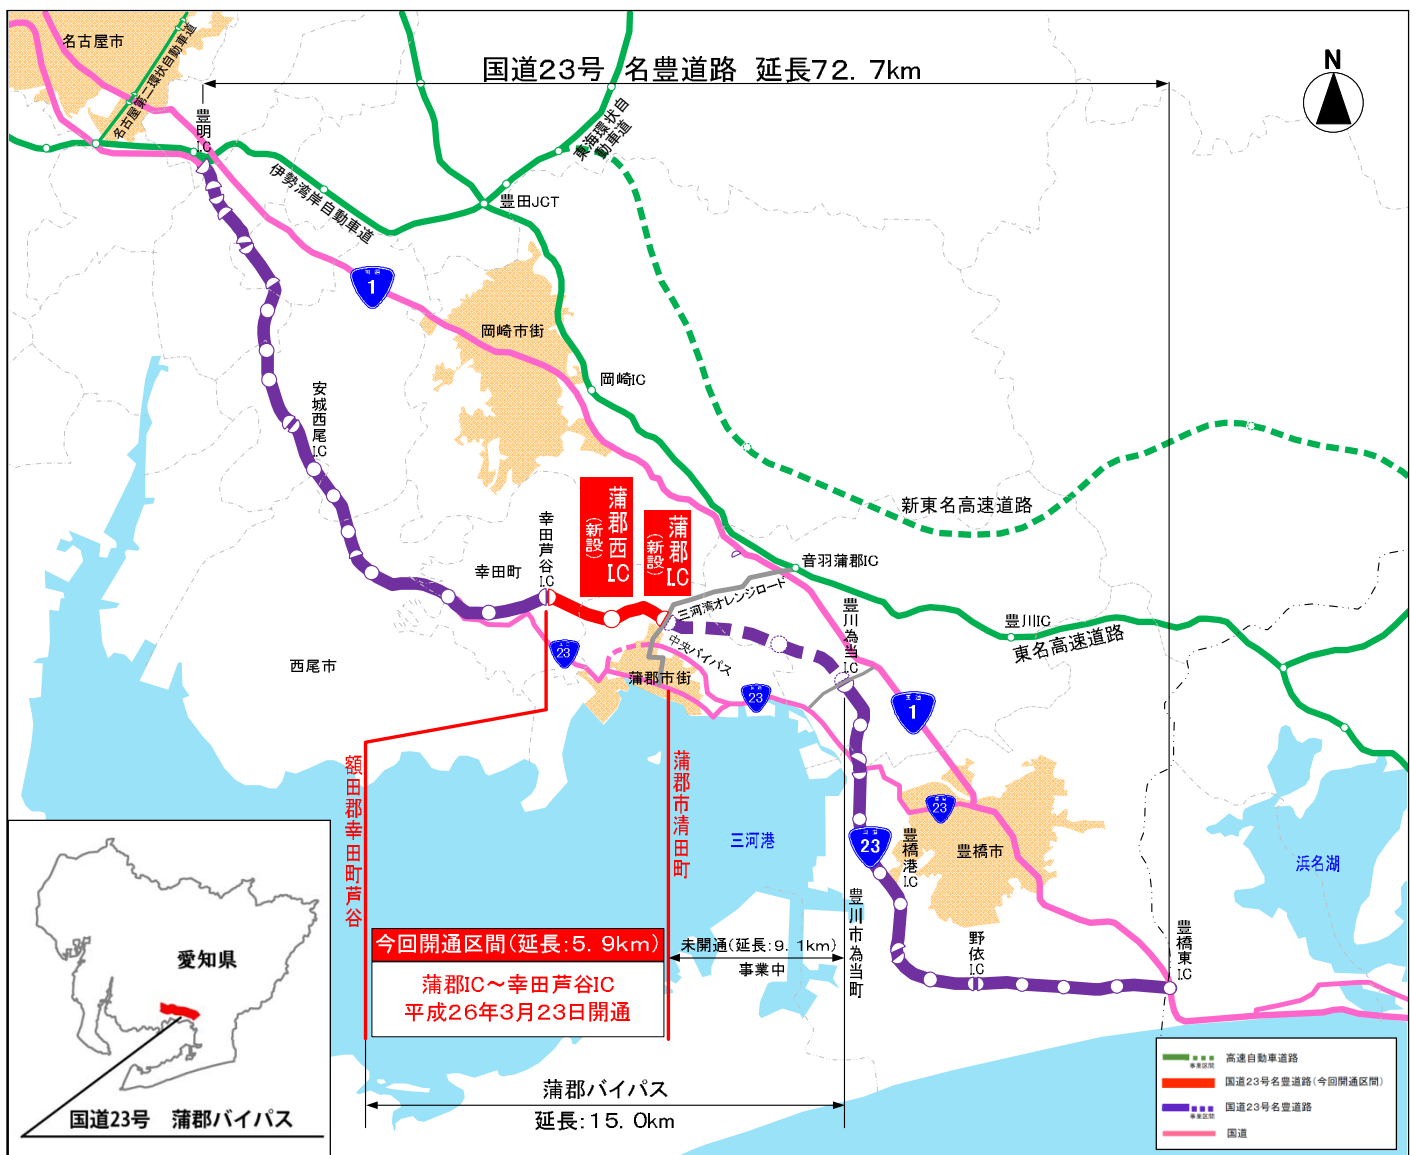 名古屋市
名古屋第二環状自動車道
国道23号 名豊道路 延長72.7km
N
豊明I.C
東海環状自動車道
伊勢湾岸自動車道
豊田JCT
1
岡崎市街
岡崎IC
安城西尾I.C
新東名高速道路
蒲郡西I.C
(新設)
蒲郡I.C
(新設)
幸田芦谷I.C
幸田町
音羽蒲郡IC
三河湾オレンジロード
豊川為当I.C
豊川IC
東名高速道路
中央バイパス
23
西尾市
蒲郡市街
23
1
額田郡幸田町芦谷
蒲郡市清田町
三河港
23
23
豊橋港I.C
豊橋市
浜名湖
愛知県
国道23号 蒲郡バイパス
今回開通区間(延長:5.9km)
蒲郡IC～幸田芦谷IC
平成26年3月23日開通
未開通(延長:9.1km)
事業中
豊川市為当町
野依I.C
豊橋東I.C
蒲郡バイパス
延長:15.0km
高速自動車道路
事業区間
国道23号名豊道路(今回開通区間)
国道23号名豊道路
事業区間
国道